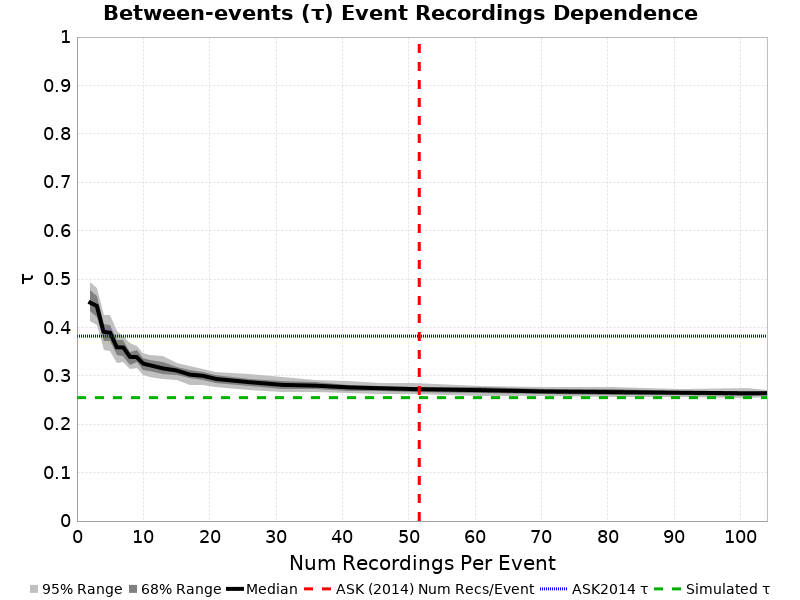 Between-events (τ) Event Recordings Dependence
1
0.9
0.8
0.7
0.6
0.5
0.4
0.3
0.2
0.1
0
τ
0 10 20 30 40 50 60 70 80 90 100
Num Recordings Per Event
95% Range 68% Range Median ASK (2014) Num Recs/Event ASK2014 τ Simulated τ